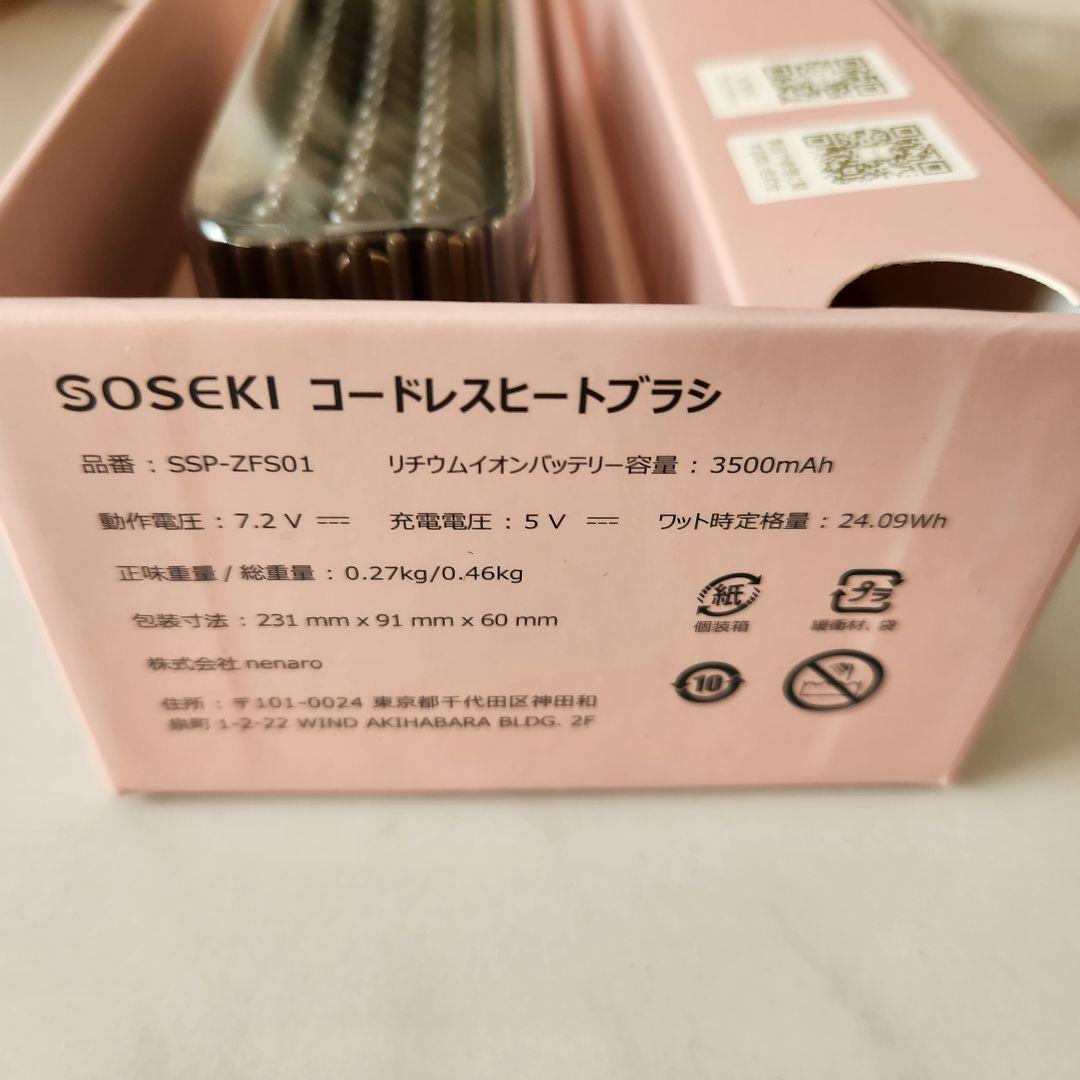 SOSEKI コードレスヒートブラシ
品番 : SSP-ZFS01 リチウムイオンバッテリー容量 : 3500mAh
動作電圧 : 7.2 V ⎓ 充電電圧 : 5 V ⎓ ワット時定格量 : 24.09Wh
正味重量 / 総重量 : 0.27kg/0.46kg
包装寸法 : 231 mm x 91 mm x 60 mm
株式会社 nenaro
住所 : 〒101-0024 東京都千代田区神田和
泉町 1-2-22 WIND AKIHABARA BLDG. 2F
紙
個装箱
プラ
緩衝材、袋
10